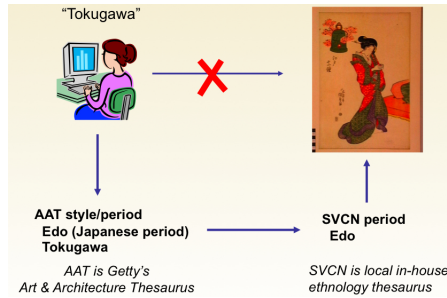 “Tokugawa”
AAT style/period
Edo (Japanese period)
Tokugawa
AAT is Getty’s
Art & Architecture Thesaurus
SVCN period
Edo
SVCN is local in-house
ethnology thesaurus